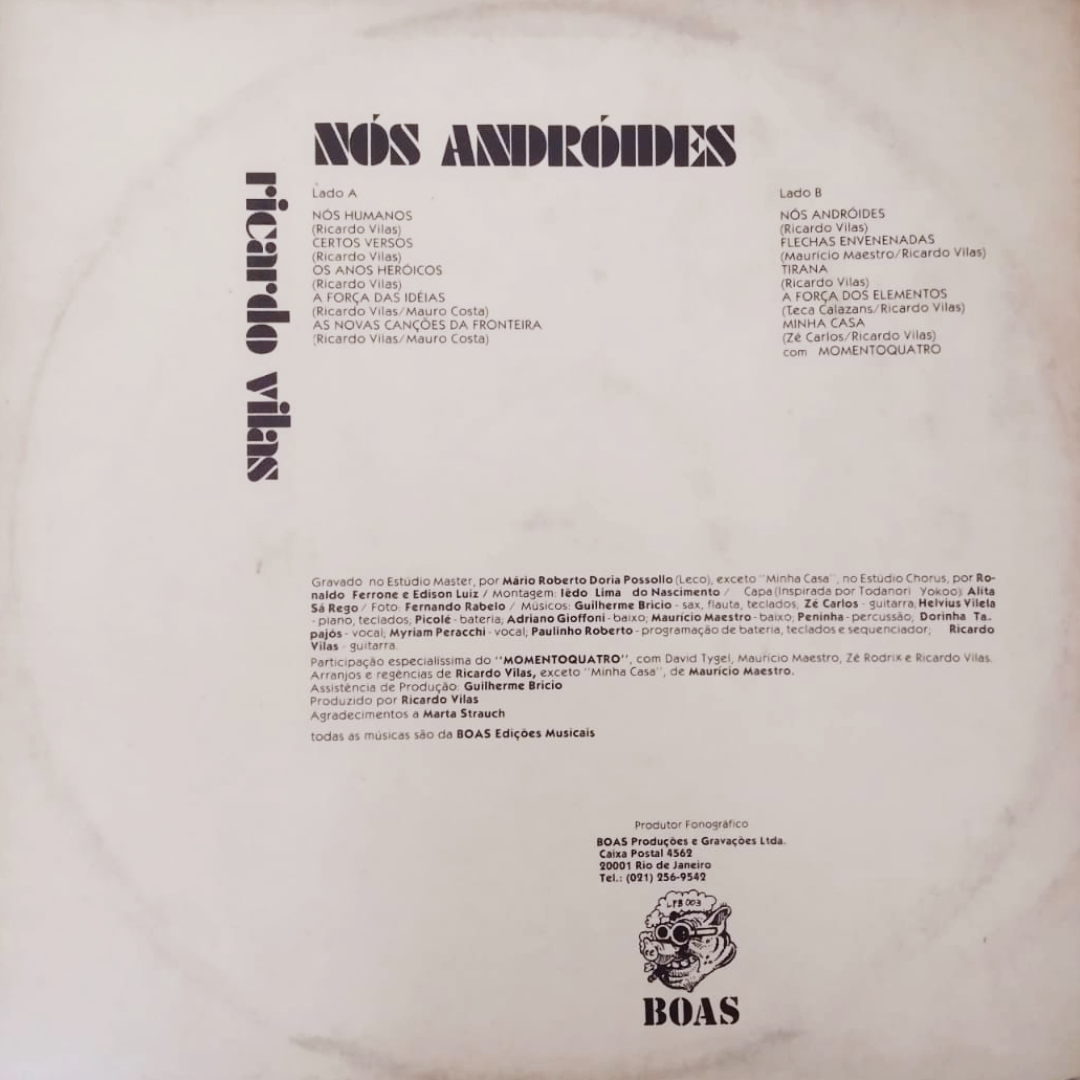 NÓS ANDRÓIDES
ricardo vilas
Lado A
NÓS HUMANOS
(Ricardo Vilas)
CERTOS VERSOS
(Ricardo Vilas)
OS ANOS HERÓICOS
(Ricardo Vilas)
A FORÇA DAS IDÉIAS
(Ricardo Vilas/Mauro Costa)
AS NOVAS CANÇÕES DA FRONTEIRA
(Ricardo Vilas/Mauro Costa)
Lado B
NÓS ANDRÓIDES
(Ricardo Vilas)
FLECHAS ENVENENADAS
(Mauricio Maestro/Ricardo Vilas)
TIRANA
(Ricardo Vilas)
A FORÇA DOS ELEMENTOS
(Teca Calazans/Ricardo Vilas)
MINHA CASA
(Zé Carlos/Ricardo Vilas)
com MOMENTOQUATRO
Gravado no Estúdio Master, por Mário Roberto Doria Possollo (Leco), exceto "Minha Casa", no Estúdio Chorus, por Ro-
naldo Ferrone e Edison Luiz / Montagem: Iêdo Lima do Nascimento / Capa (Inspirada por Todanori Yokoo): Alita
Sá Rego / Foto: Fernando Rabelo / Músicos: Guilherme Bricio - sax, flauta, teclados, Zé Carlos - guitarra; Helvius Vilela
- piano, teclados; Picolé - bateria; Adriano Gioffoni - baixo; Mauricio Maestro - baixo; Peninha - percussão; Dorinha Ta-
pajós - vocal; Myriam Peracchi - vocal; Paulinho Roberto - programação de bateria, teclados e sequenciador; Ricardo
Vilas - guitarra.
Participação especialíssima do "MOMENTOQUATRO", com David Tygel, Mauricio Maestro, Zé Rodrix e Ricardo Vilas.
Arranjos e regências de Ricardo Vilas, exceto "Minha Casa", de Mauricio Maestro.
Assistência de Produção: Guilherme Bricio
Produzido por Ricardo Vilas
Agradecimentos a Marta Strauch
todas as músicas são da BOAS Edições Musicais
Produtor Fonográfico
BOAS Produções e Gravações Ltda.
Caixa Postal 4562
20001 Rio de Janeiro
Tel.: (021) 256-9542
LPB 003
BOAS